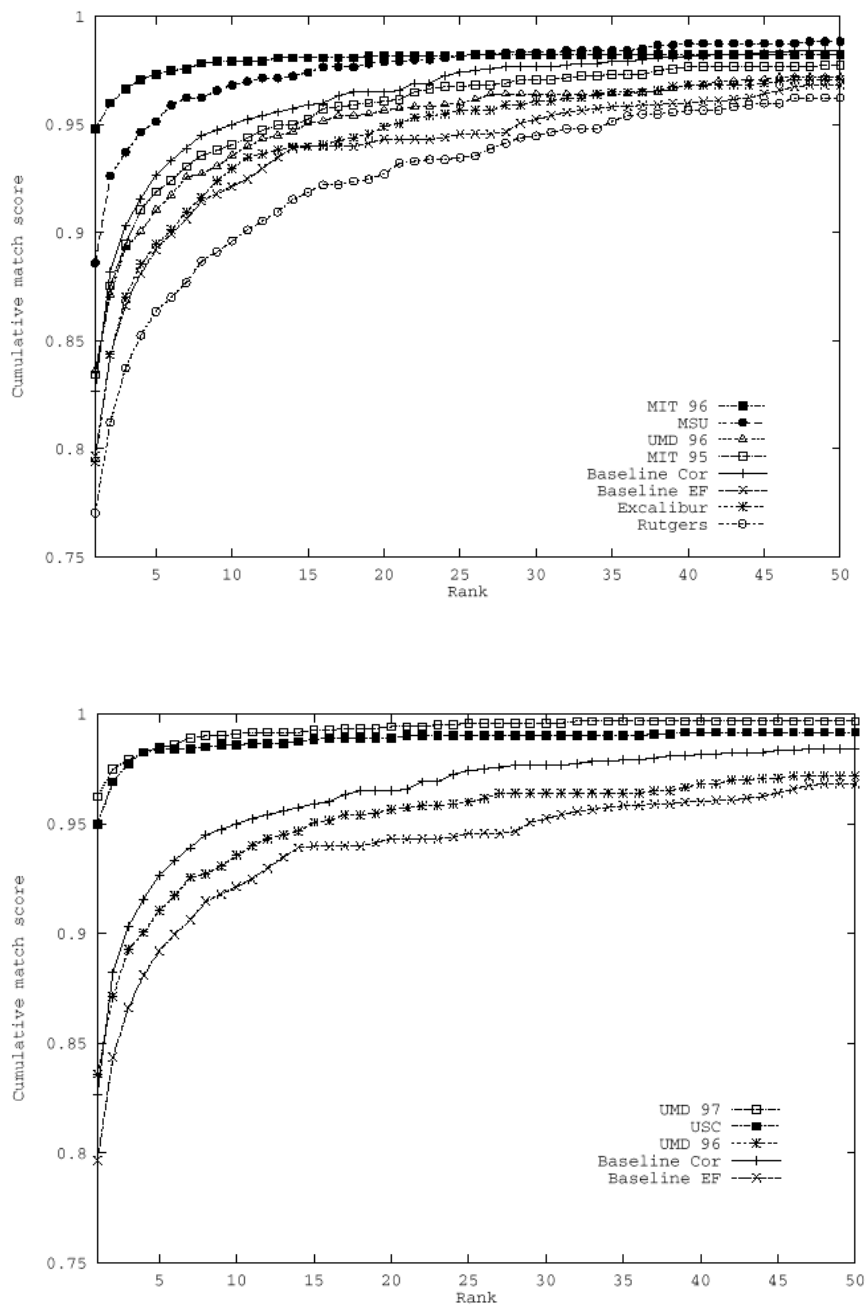 1
0.95
0.9
0.85
0.8
0.75
Cumulative match score
MIT 96
MSU
UMD 96
MIT 95
Baseline Cor
Baseline EF
Excalibur
Rutgers
5 10 15 20 25 30 35 40 45 50
Rank
1
0.95
0.9
0.85
0.8
0.75
Cumulative match score
UMD 97
USC
UMD 96
Baseline Cor
Baseline EF
5 10 15 20 25 30 35 40 45 50
Rank